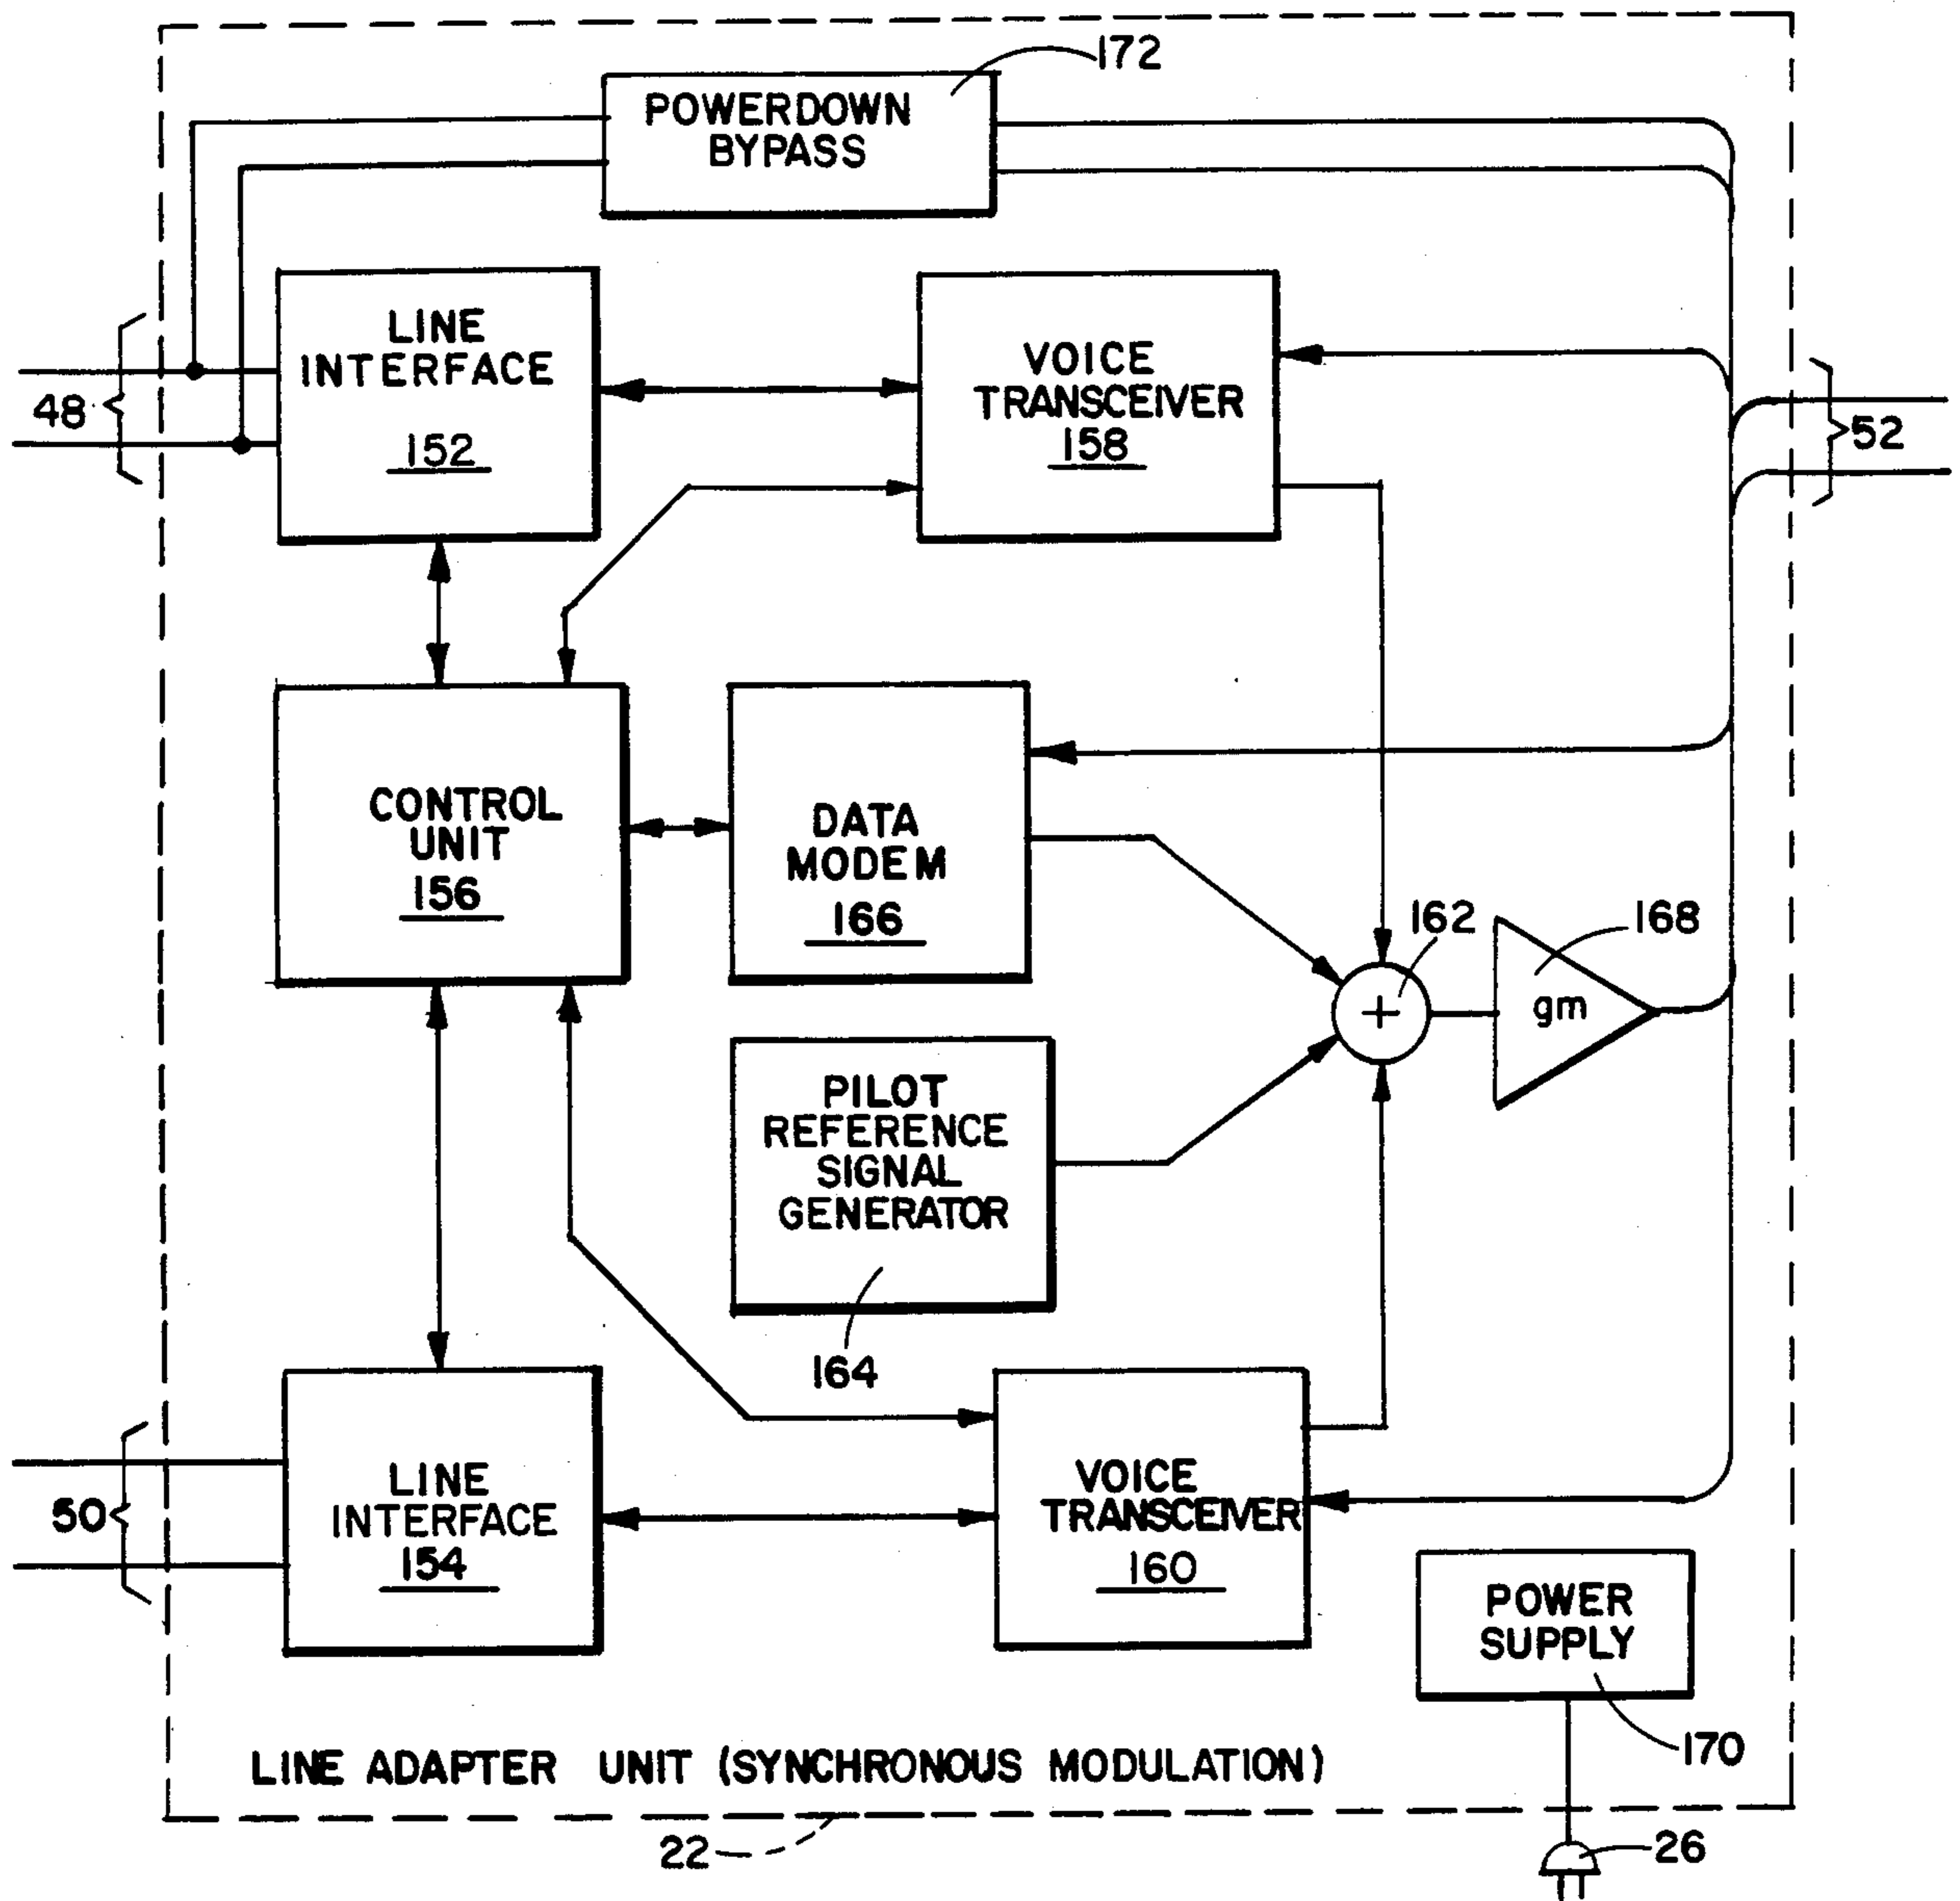 172
POWERDOWN
BYPASS
LINE
INTERFACE
152
VOICE
TRANSCEIVER
158
48
52
CONTROL
UNIT
156
DATA
MODEM
166
162
168
+
gm
PILOT
REFERENCE
SIGNAL
GENERATOR
164
50
LINE
INTERFACE
154
VOICE
TRANSCEIVER
160
POWER
SUPPLY
170
LINE ADAPTER UNIT (SYNCHRONOUS MODULATION)
22
26